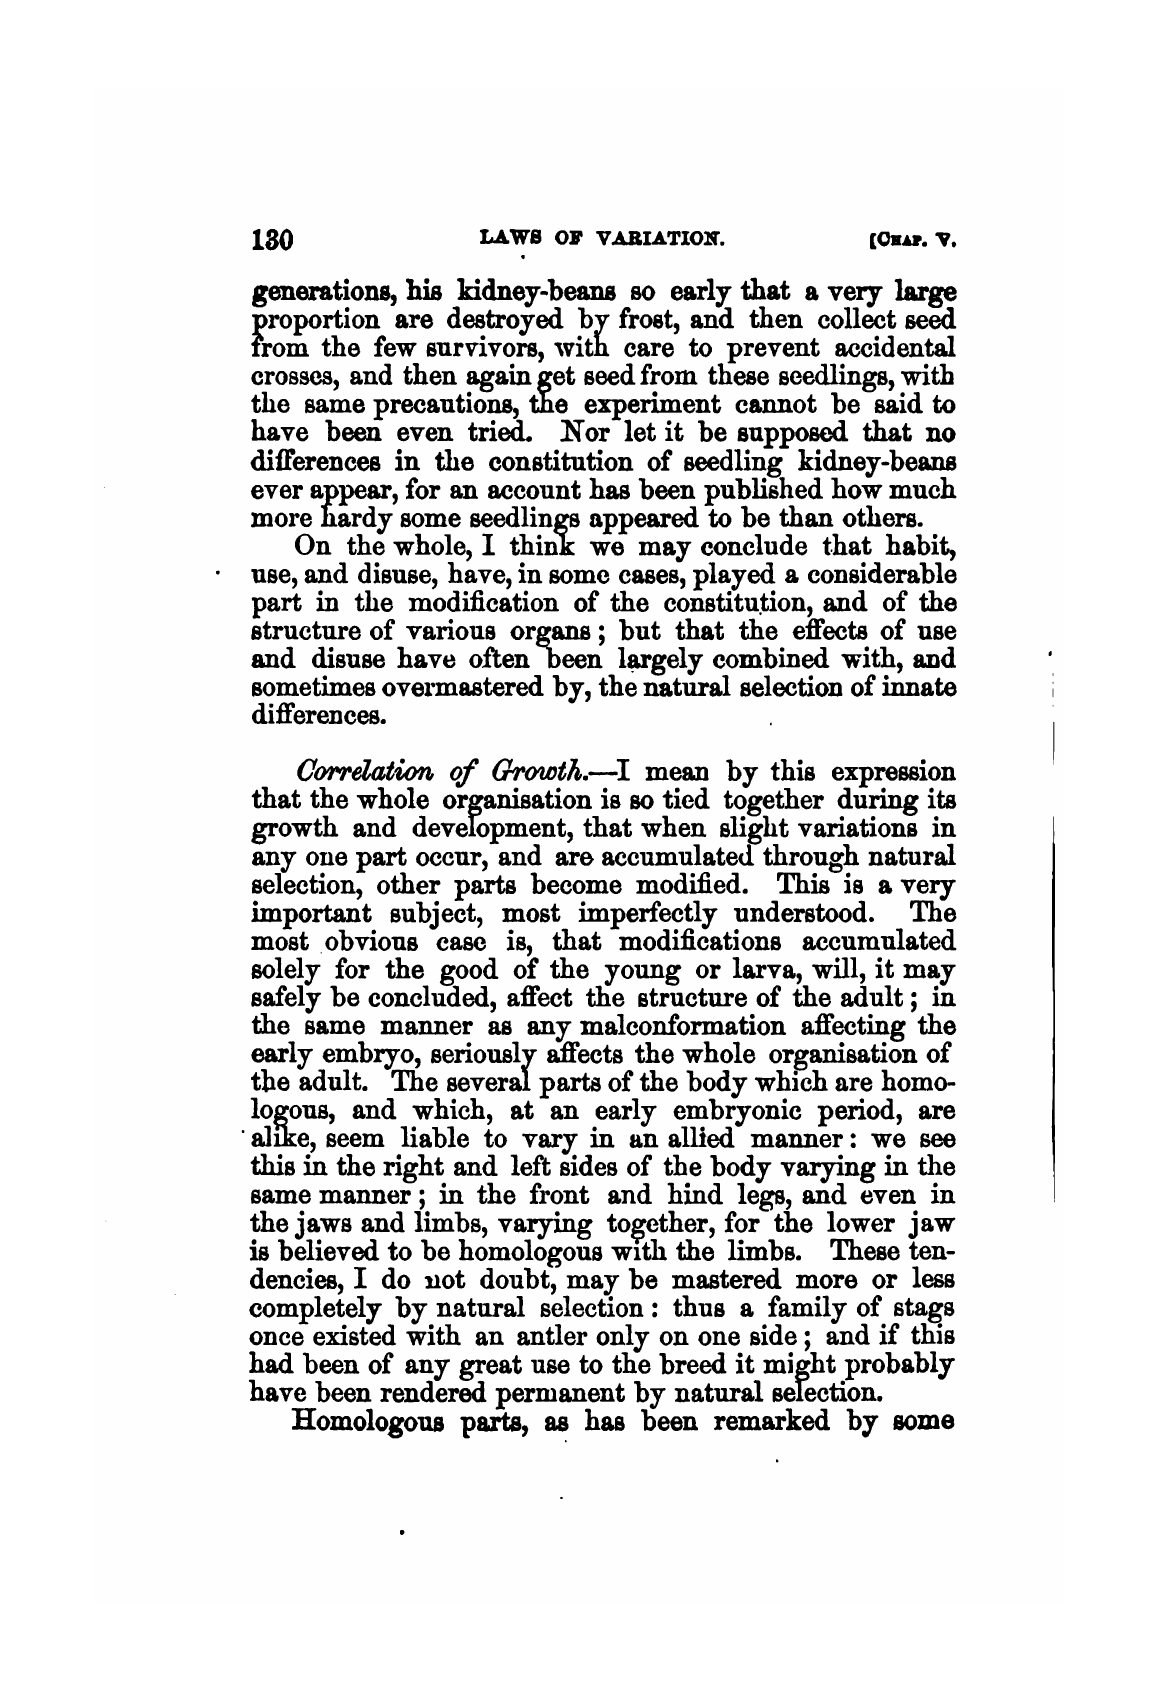 130 LAWS OF VARIATION. [CHAP. V.
generations, his kidney-beans so early that a very large
proportion are destroyed by frost, and then collect seed
from the few survivors, with care to prevent accidental
crosses, and then again get seed from these seedlings, with
the same precautions, the experiment cannot be said to
have been even tried. Nor let it be supposed that no
differences in the constitution of seedling kidney-beans
ever appear, for an account has been published how much
more hardy some seedlings appeared to be than others.
On the whole, I think we may conclude that habit,
use, and disuse, have, in some cases, played a considerable
part in the modification of the constitution, and of the
structure of various organs; but that the effects of use
and disuse have often been largely combined with, and
sometimes overmastered by, the natural selection of innate
differences.
Correlation of Growth.—I mean by this expression
that the whole organisation is so tied together during its
growth and development, that when slight variations in
any one part occur, and are accumulated through natural
selection, other parts become modified. This is a very
important subject, most imperfectly understood. The
most obvious case is, that modifications accumulated
solely for the good of the young or larva, will, it may
safely be concluded, affect the structure of the adult; in
the same manner as any malconformation affecting the
early embryo, seriously affects the whole organisation of
the adult. The several parts of the body which are homo-
logous, and which, at an early embryonic period, are
alike, seem liable to vary in an allied manner: we see
this in the right and left sides of the body varying in the
same manner; in the front and hind legs, and even in
the jaws and limbs, varying together, for the lower jaw
is believed to be homologous with the limbs. These ten-
dencies, I do not doubt, may be mastered more or less
completely by natural selection: thus a family of stags
once existed with an antler only on one side; and if this
had been of any great use to the breed it might probably
have been rendered permanent by natural selection.
Homologous parts, as has been remarked by some